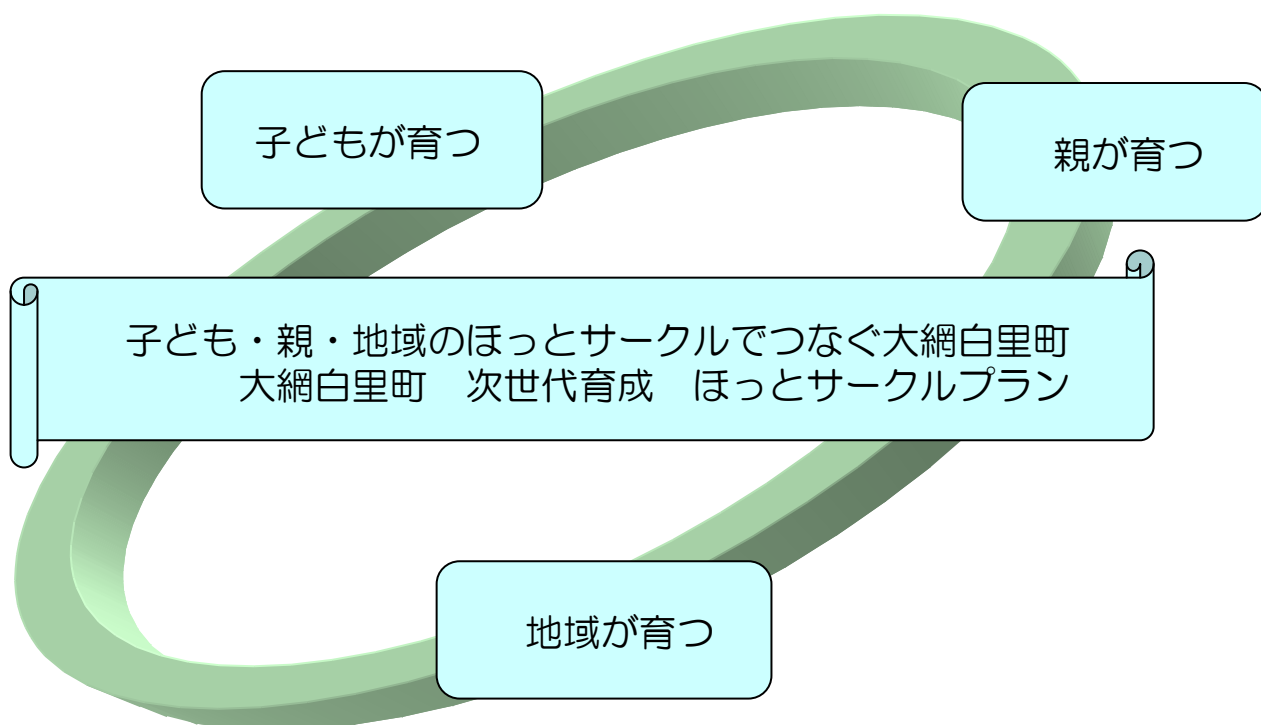 子どもが育つ
親が育つ
子ども・親・地域のほっとサークルでつなぐ大網白里町
大網白里町　次世代育成　ほっとサークルプラン
地域が育つ